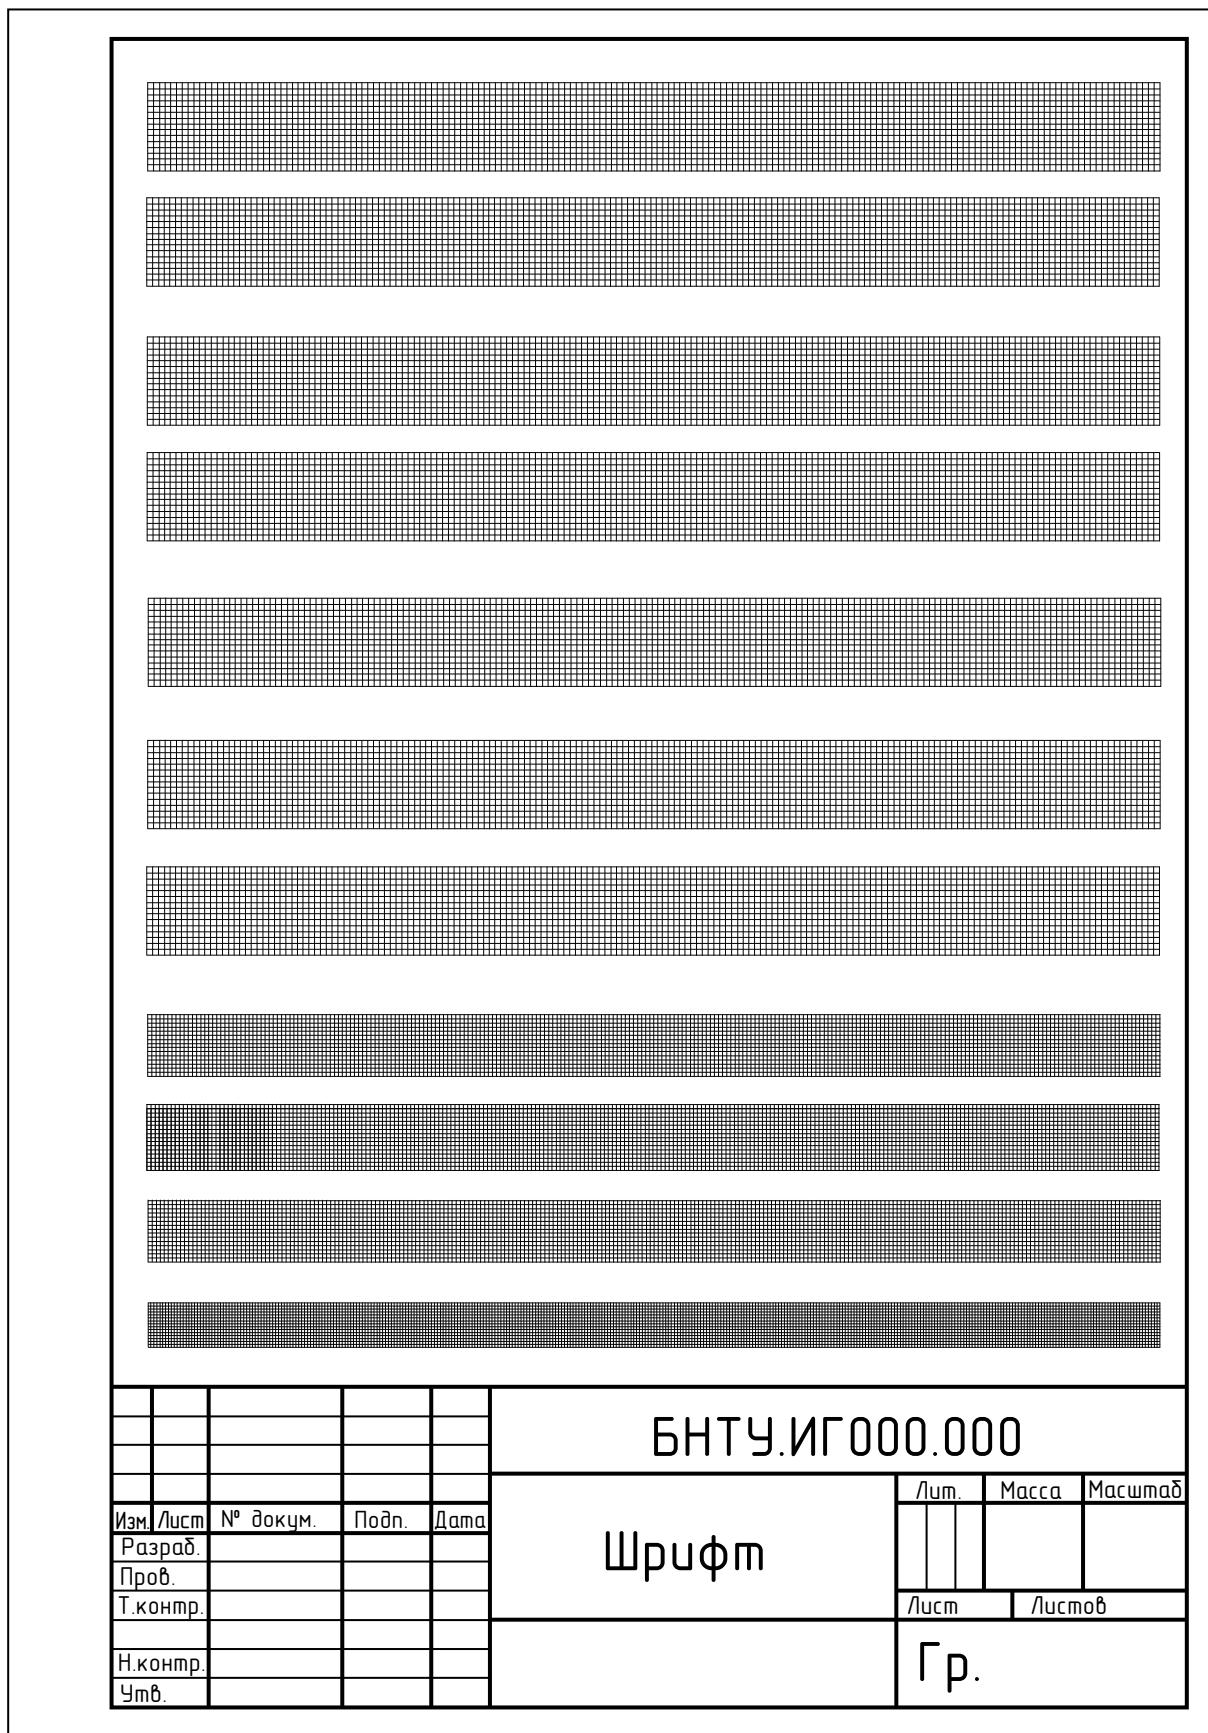 БНТУ.ИГ000.000
Лит. Масса Масштаб
Изм. Лист № докум. Подп. Дата
Шрифт
Разраб.
Пров.
Т.контр.
Лист Листов
Н.контр.
Гр.
Утв.